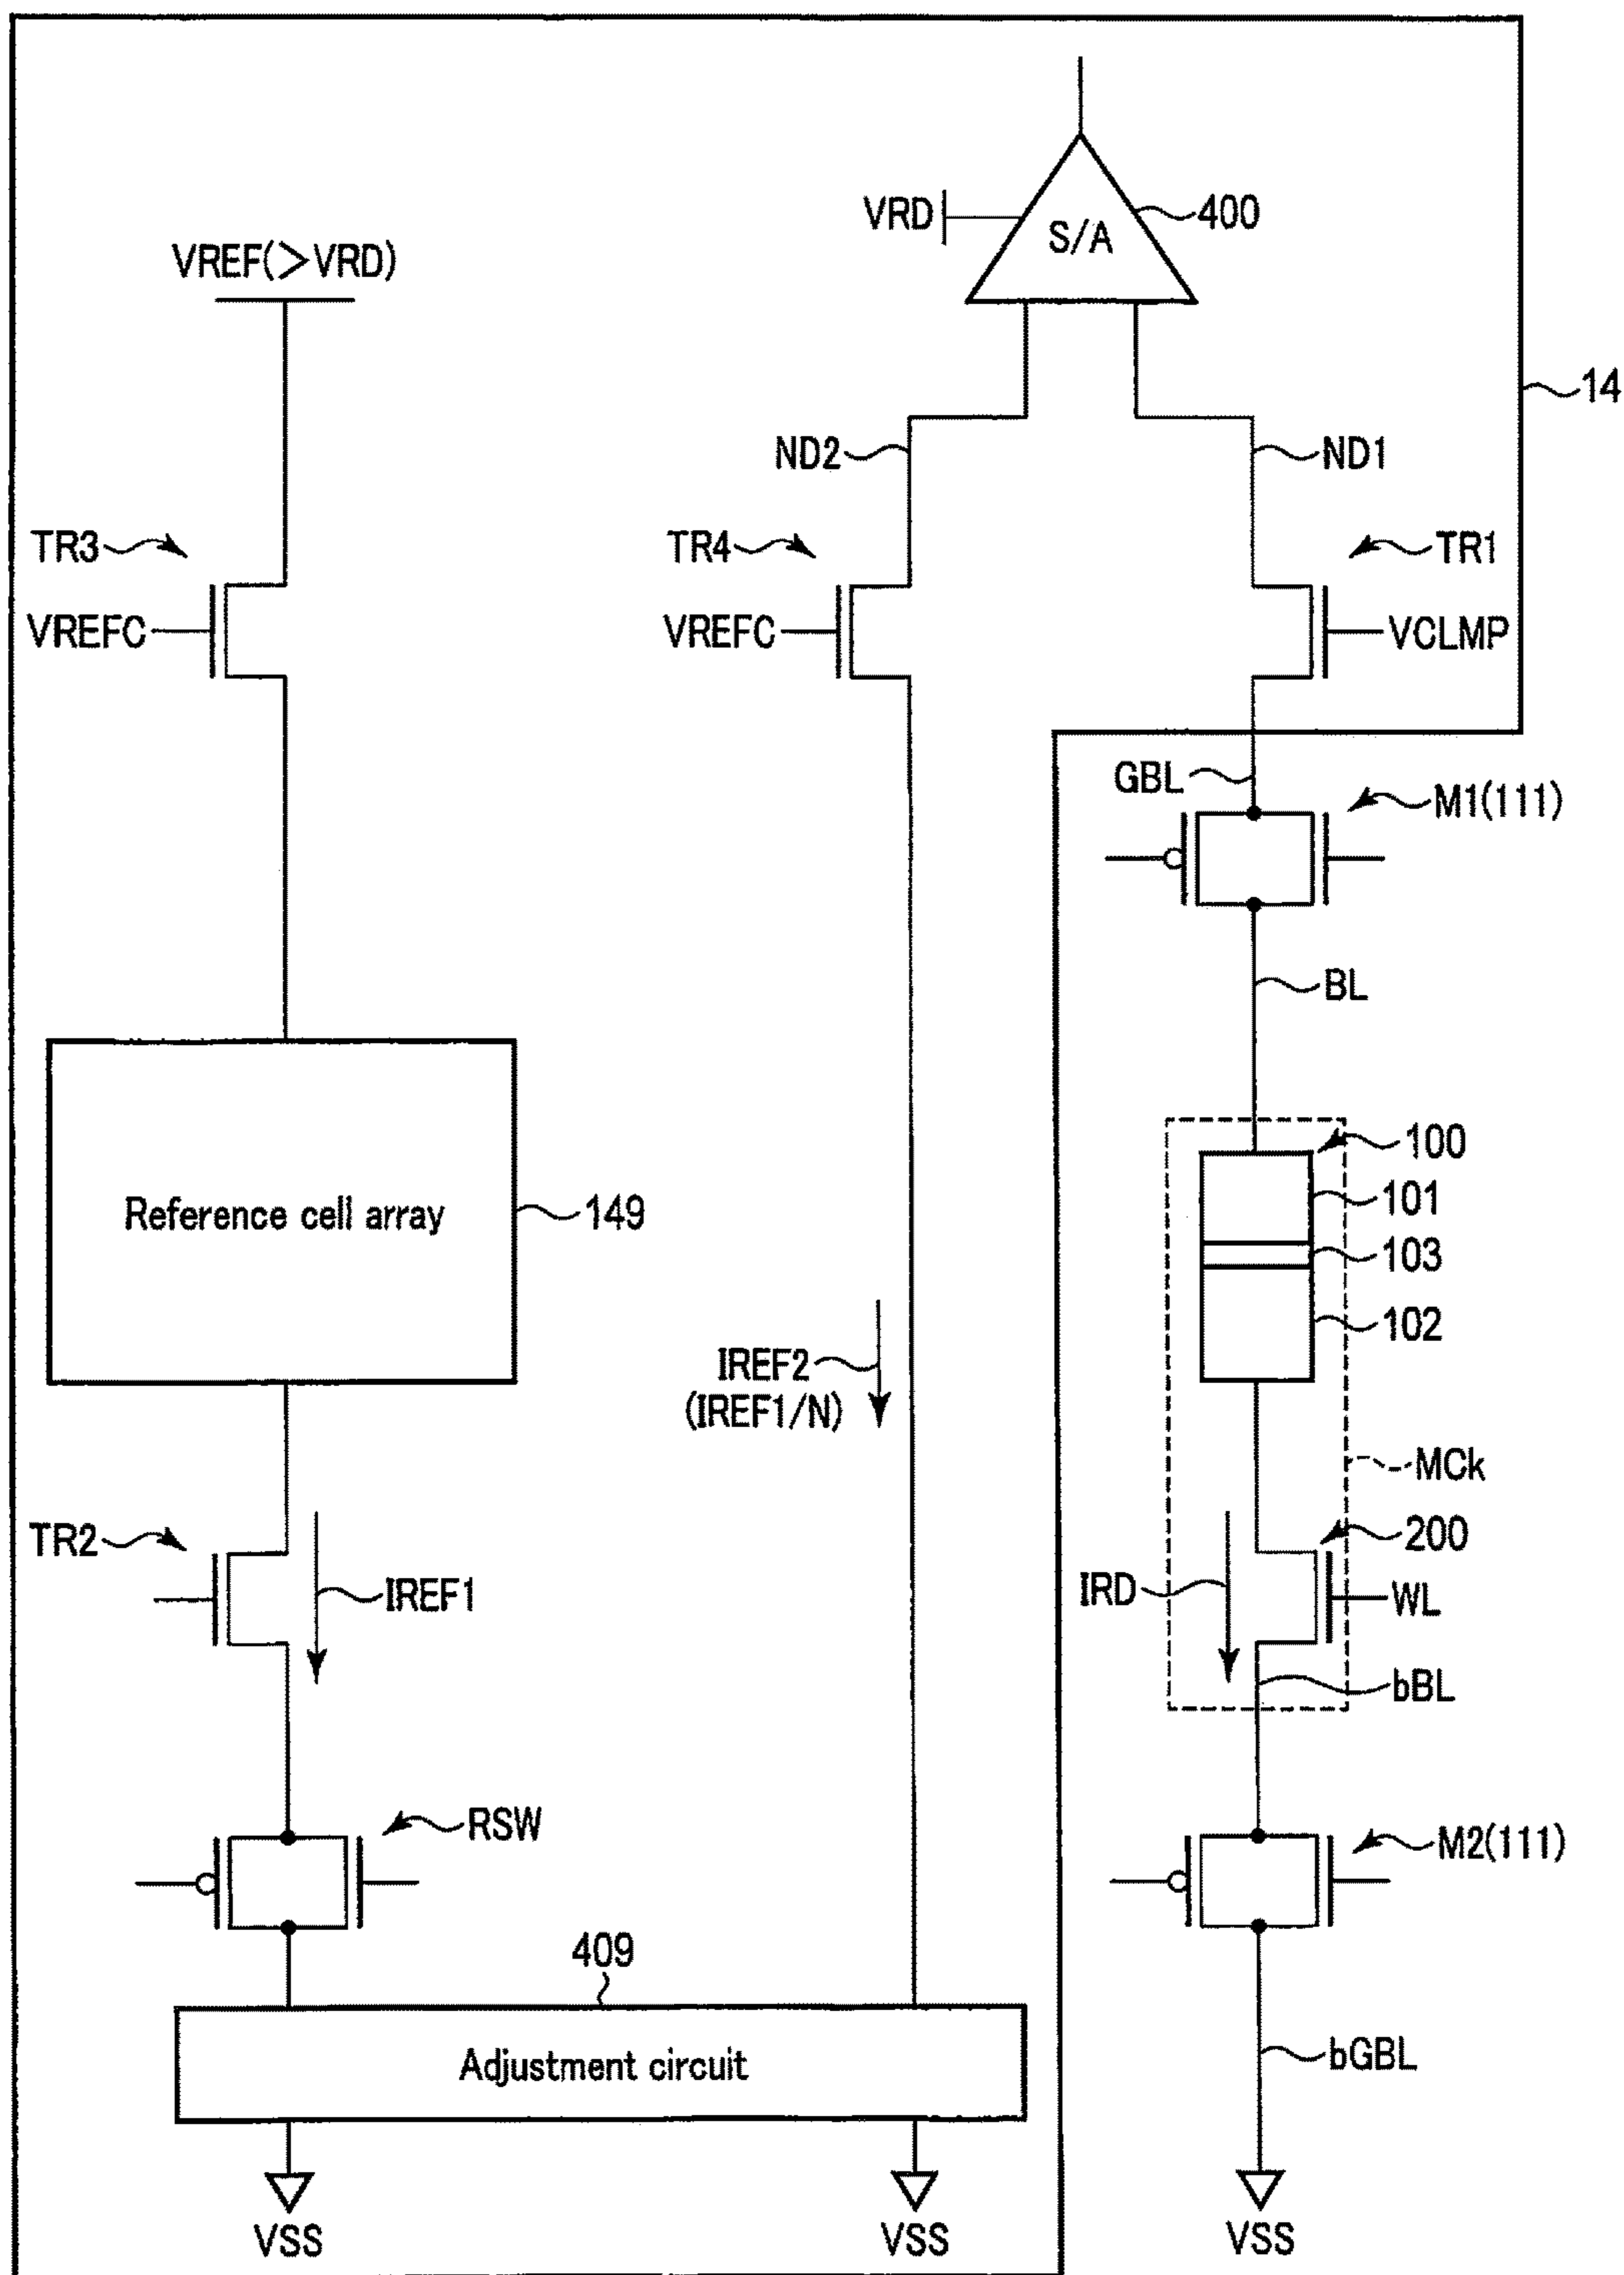 VRD
S/A
400
VREF(>VRD)
14
ND2
ND1
TR3
TR4
TR1
VREFC
VREFC
VCLMP
GBL
M1(111)
BL
100
101
Reference cell array
149
103
102
IREF2
(IREF1/N)
MCk
TR2
200
IREF1
IRD
WL
bBL
RSW
M2(111)
409
Adjustment circuit
bGBL
VSS
VSS
VSS